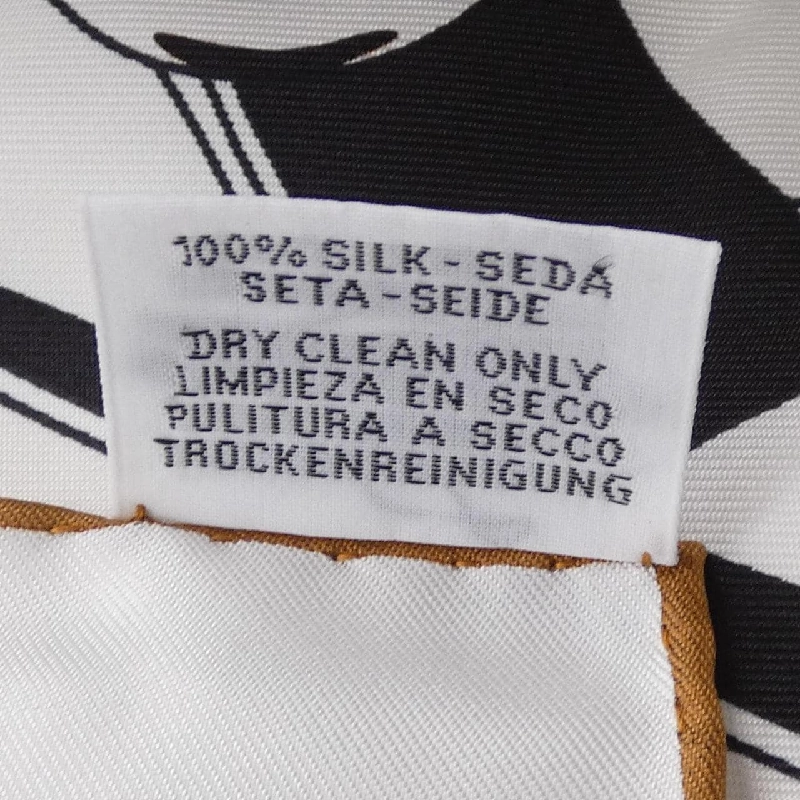 100% SILK - SEDA
SETA - SEIDE
DRY CLEAN ONLY
LIMPIEZA EN SECO
PULITURA A SECCO
TROCKENREINIGUNG